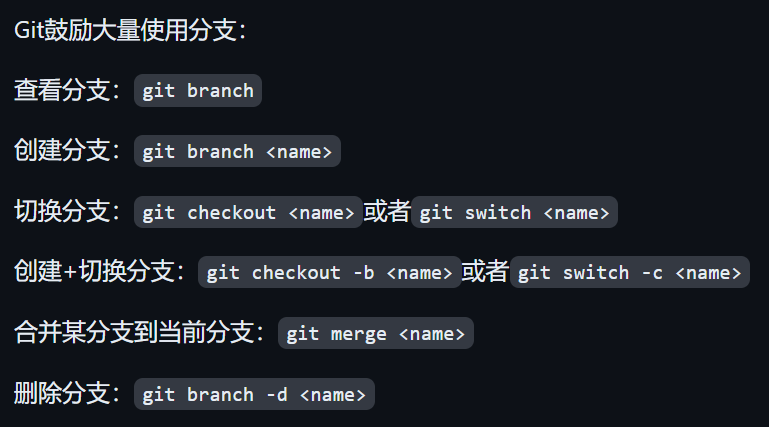 Git鼓励大量使用分支：
查看分支：git branch
创建分支：git branch <name>
切换分支：git checkout <name>或者git switch <name>
创建+切换分支：git checkout -b <name>或者git switch -c <name>
合并某分支到当前分支：git merge <name>
删除分支：git branch -d <name>